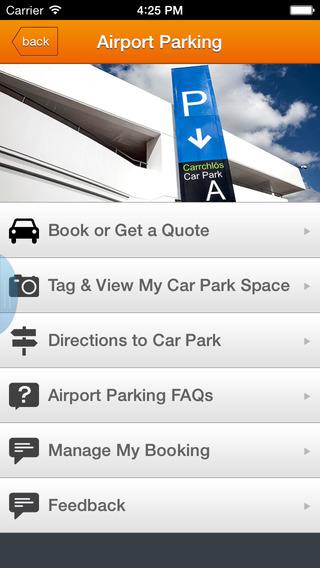 Carrier 4:25 PM
back Airport Parking
P
Carrchlós
Car Park
A
Book or Get a Quote
Tag & View My Car Park Space
Directions to Car Park
?
Airport Parking FAQs
Manage My Booking
Feedback